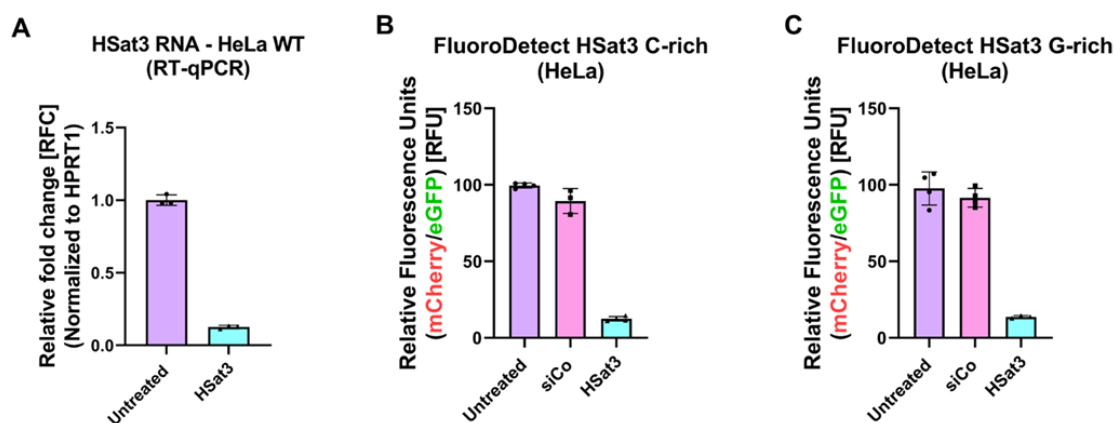 A
HSat3 RNA - HeLa WT
(RT-qPCR)
Relative fold change [RFC]
(Normalized to HPRT1)
1.5
1.0
0.5
0.0
Untreated
HSat3
B
FluoroDetect HSat3 C-rich
(HeLa)
Relative Fluorescence Units
(mCherry/eGFP) [RFU]
150
100
50
0
Untreated
siCo
HSat3
C
FluoroDetect HSat3 G-rich
(HeLa)
Relative Fluorescence Units
(mCherry/eGFP) [RFU]
150
100
50
0
Untreated
siCo
HSat3